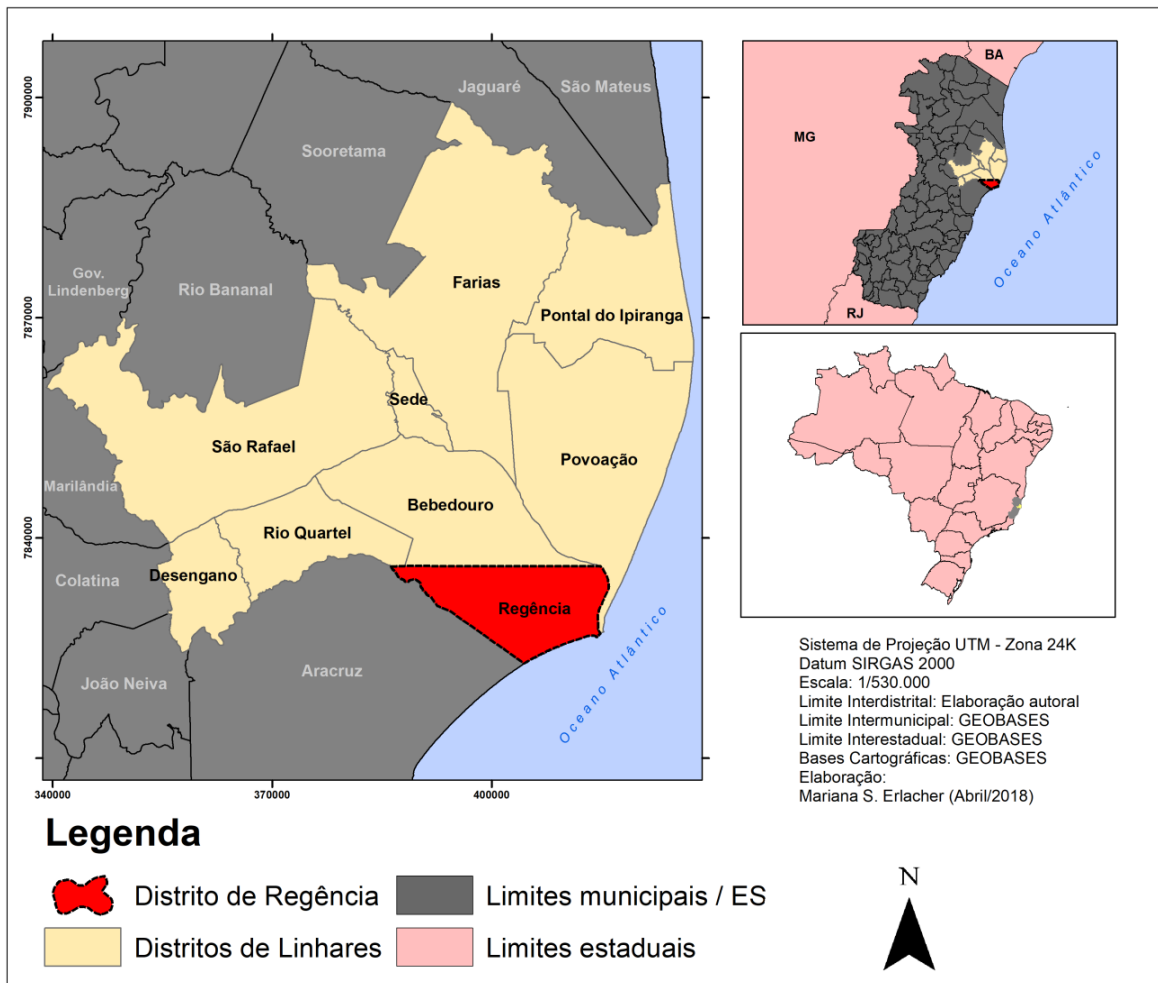 Jaguaré
São Mateus
Sooretama
Gov.
Lindenberg
Rio Bananal
Farias
Pontal do Ipiranga
Sede
São Rafael
Povoação
Marilândia
Bebedouro
Rio Quartel
Desengano
Colatina
Regência
Aracruz
João Neiva
Oceano Atlântico
7900000
7870000
7840000
340000
370000
400000
BA
MG
RJ
Oceano Atlântico
Sistema de Projeção UTM - Zona 24K
Datum SIRGAS 2000
Escala: 1/530.000
Limite Interdistrital: Elaboração autoral
Limite Intermunicipal: GEOBASES
Limite Interestadual: GEOBASES
Bases Cartográficas: GEOBASES
Elaboração:
Mariana S. Erlacher (Abril/2018)
Legenda
Distrito de Regência
Limites municipais / ES
Distritos de Linhares
Limites estaduais
N